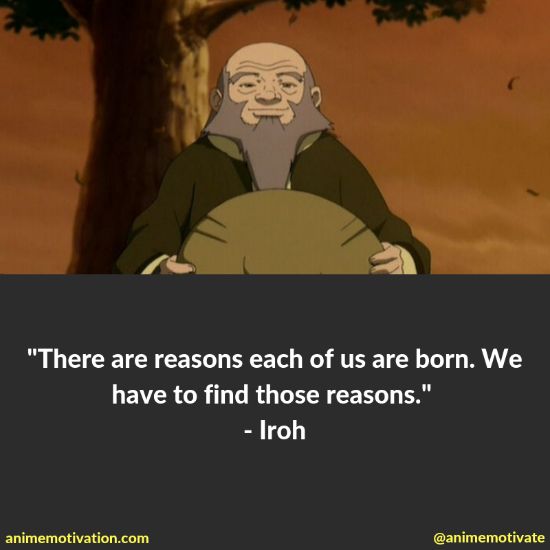 "There are reasons each of us are born. We
have to find those reasons."
- Iroh
animemotivation.com
@animemotivate